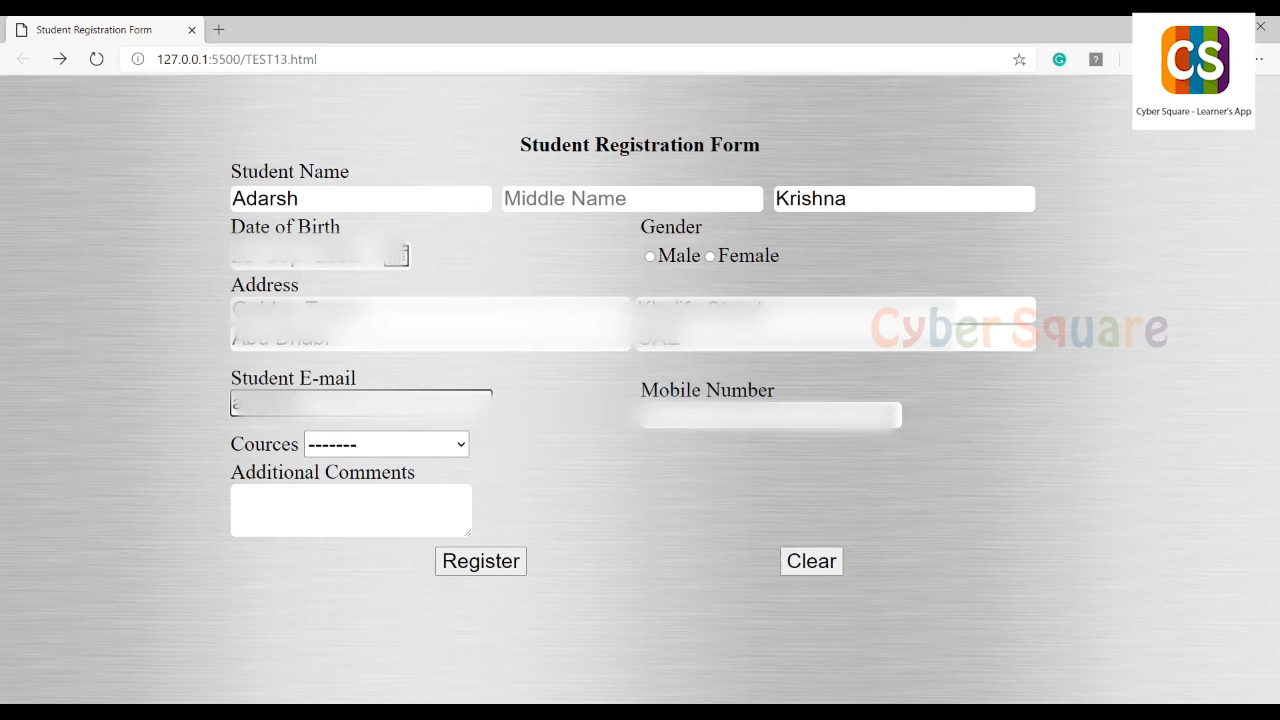 Student Registration Form
127.0.0.1:5500/TEST13.html
CS
Cyber Square - Learner's App
Student Registration Form
Student Name
Adarsh Middle Name Krishna
Date of Birth Gender
Male Female
Address
Cyber Square
Abu Dhabi
Student E-mail
Mobile Number
a
Cources -------
Additional Comments
Register Clear